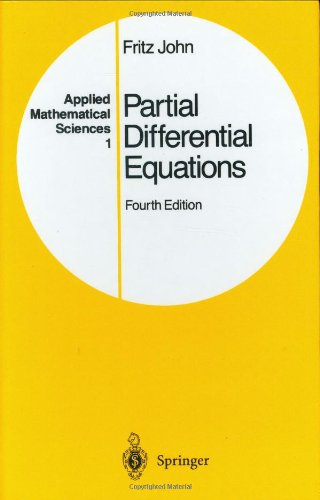 Fritz John
Applied
Mathematical
Sciences
1
Partial
Differential
Equations
Fourth Edition
Springer